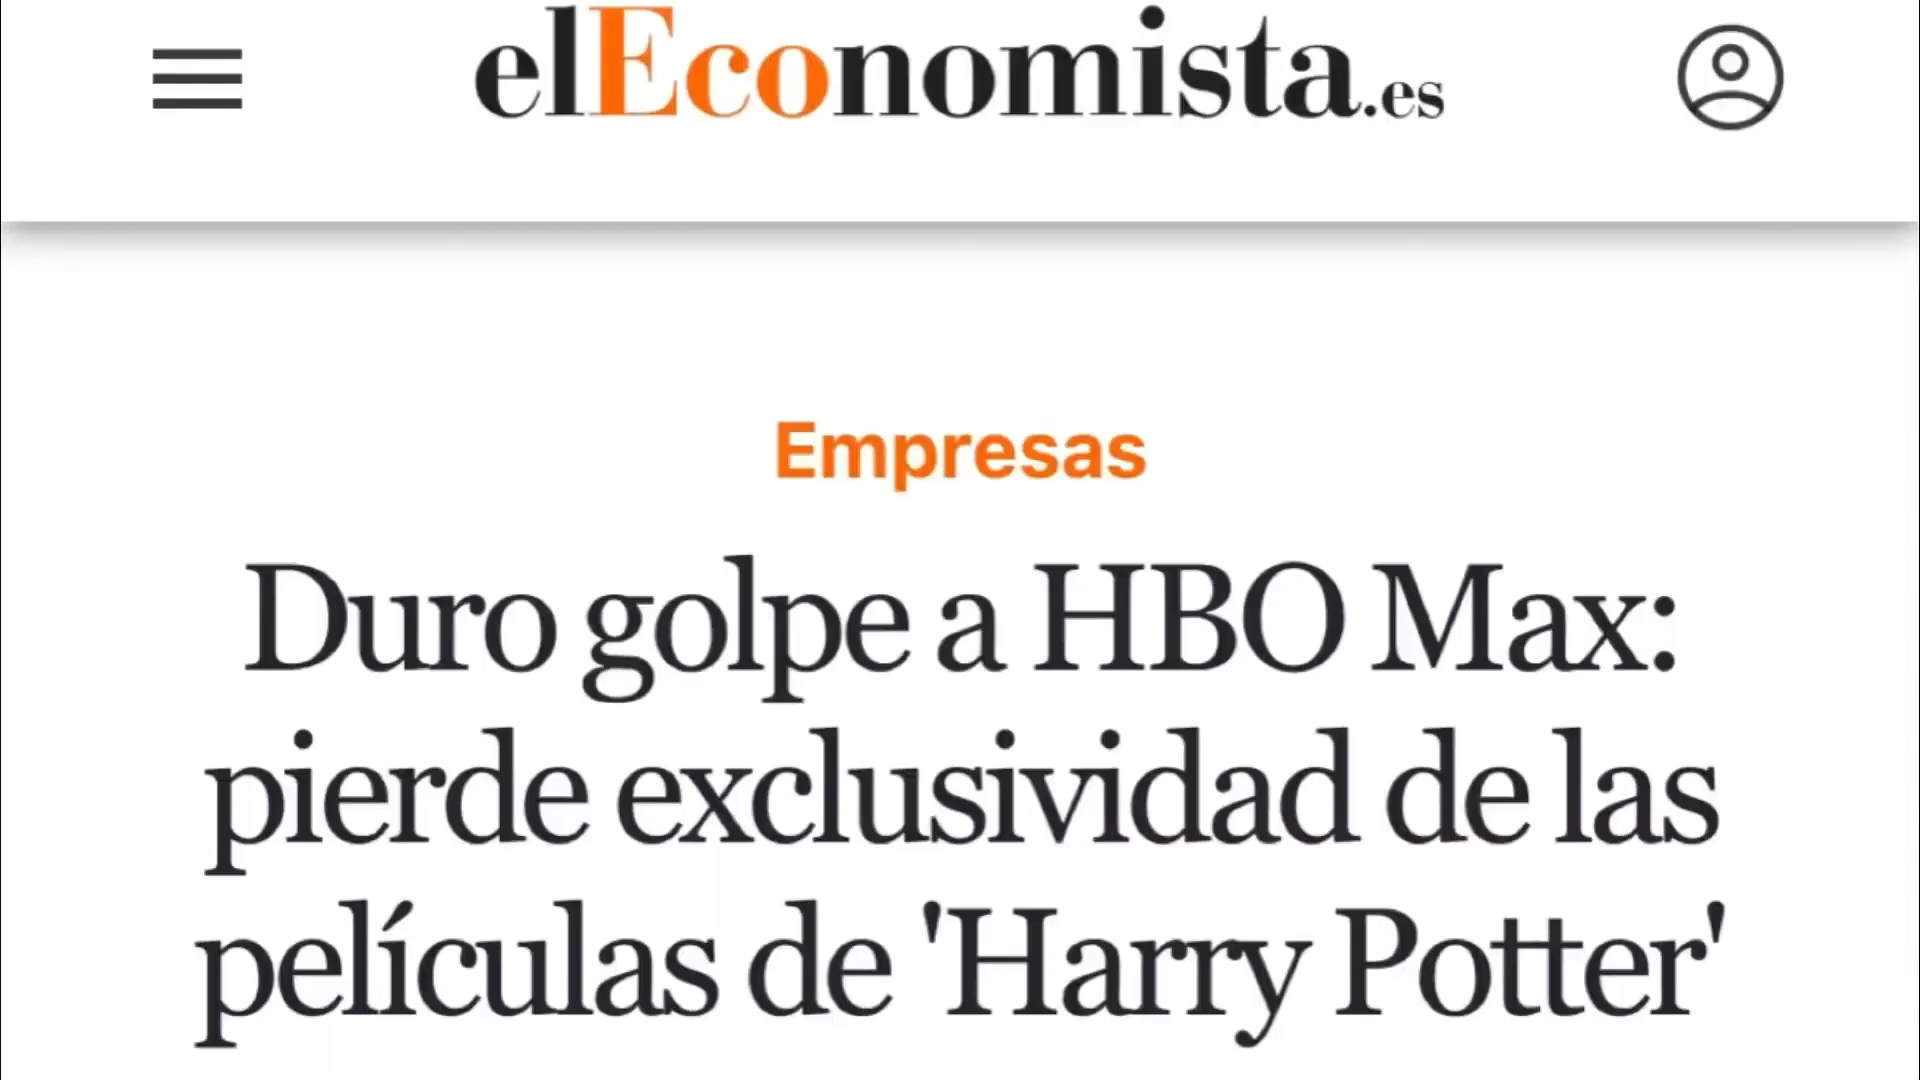 elEconomista.es
Empresas
Duro golpe a HBO Max:
pierde exclusividad de las
películas de 'Harry Potter'